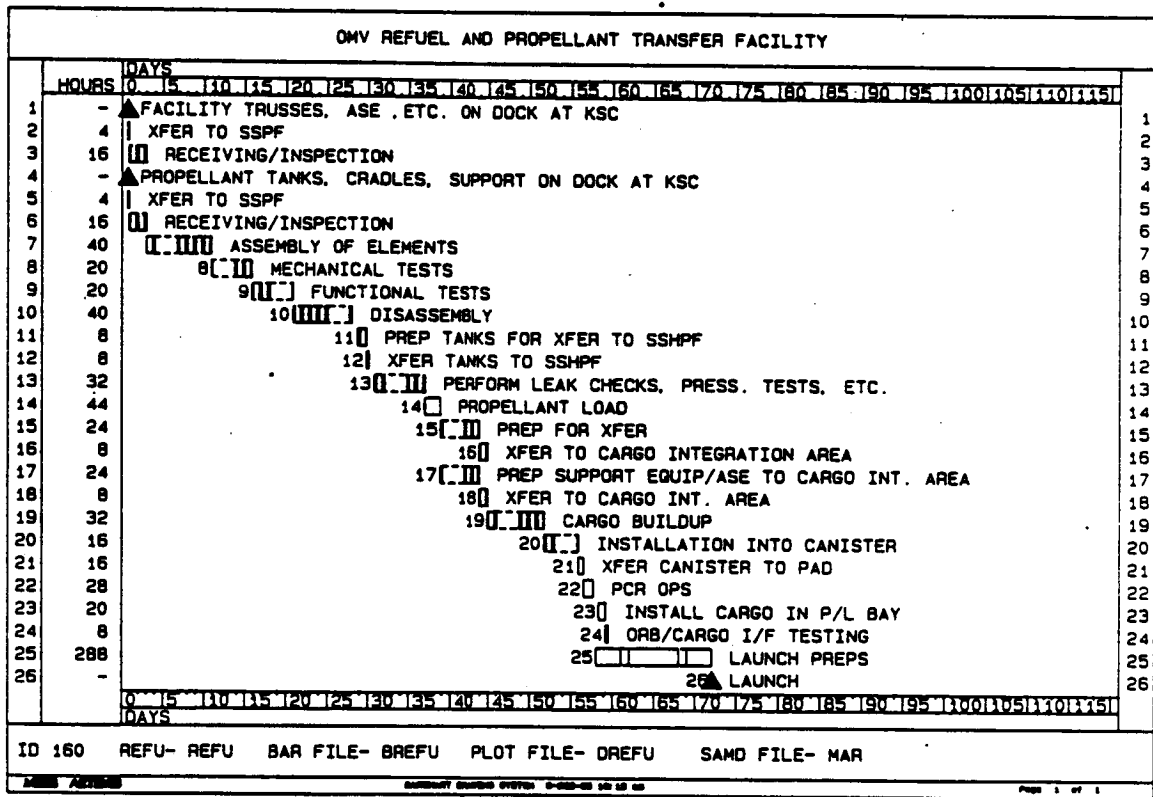 OMV REFUEL AND PROPELLANT TRANSFER FACILITY
DAYS
HOURS 0 5 10 15 20 25 30 35 40 45 50 55 60 65 70 75 80 85 90 95 100 105 110 115
1 - FACILITY TRUSSES, ASE ,ETC. ON DOCK AT KSC 1
2 4 XFER TO SSPF 2
3 16 RECEIVING/INSPECTION 3
4 - PROPELLANT TANKS, CRADLES, SUPPORT ON DOCK AT KSC 4
5 4 XFER TO SSPF 5
6 16 RECEIVING/INSPECTION 6
7 40 ASSEMBLY OF ELEMENTS 7
8 20 8 MECHANICAL TESTS 8
9 20 9 FUNCTIONAL TESTS 9
10 40 10 DISASSEMBLY 10
11 8 11 PREP TANKS FOR XFER TO SSHPF 11
12 8 12 XFER TANKS TO SSHPF 12
13 32 13 PERFORM LEAK CHECKS, PRESS. TESTS, ETC. 13
14 44 14 PROPELLANT LOAD 14
15 24 15 PREP FOR XFER 15
16 8 16 XFER TO CARGO INTEGRATION AREA 16
17 24 17 PREP SUPPORT EQUIP/ASE TO CARGO INT. AREA 17
18 8 18 XFER TO CARGO INT. AREA 18
19 32 19 CARGO BUILDUP 19
20 16 20 INSTALLATION INTO CANISTER 20
21 16 21 XFER CANISTER TO PAD 21
22 28 22 PCR OPS 22
23 20 23 INSTALL CARGO IN P/L BAY 23
24 8 24 ORB/CARGO I/F TESTING 24
25 288 25 LAUNCH PREPS 25
26 - 26 LAUNCH 26
0 5 10 15 20 25 30 35 40 45 50 55 60 65 70 75 80 85 90 95 100 105 110 115
DAYS
ID 160 REFU- REFU BAR FILE- BREFU PLOT FILE- DREFU SAMD FILE- MAR
Page 1 of 1